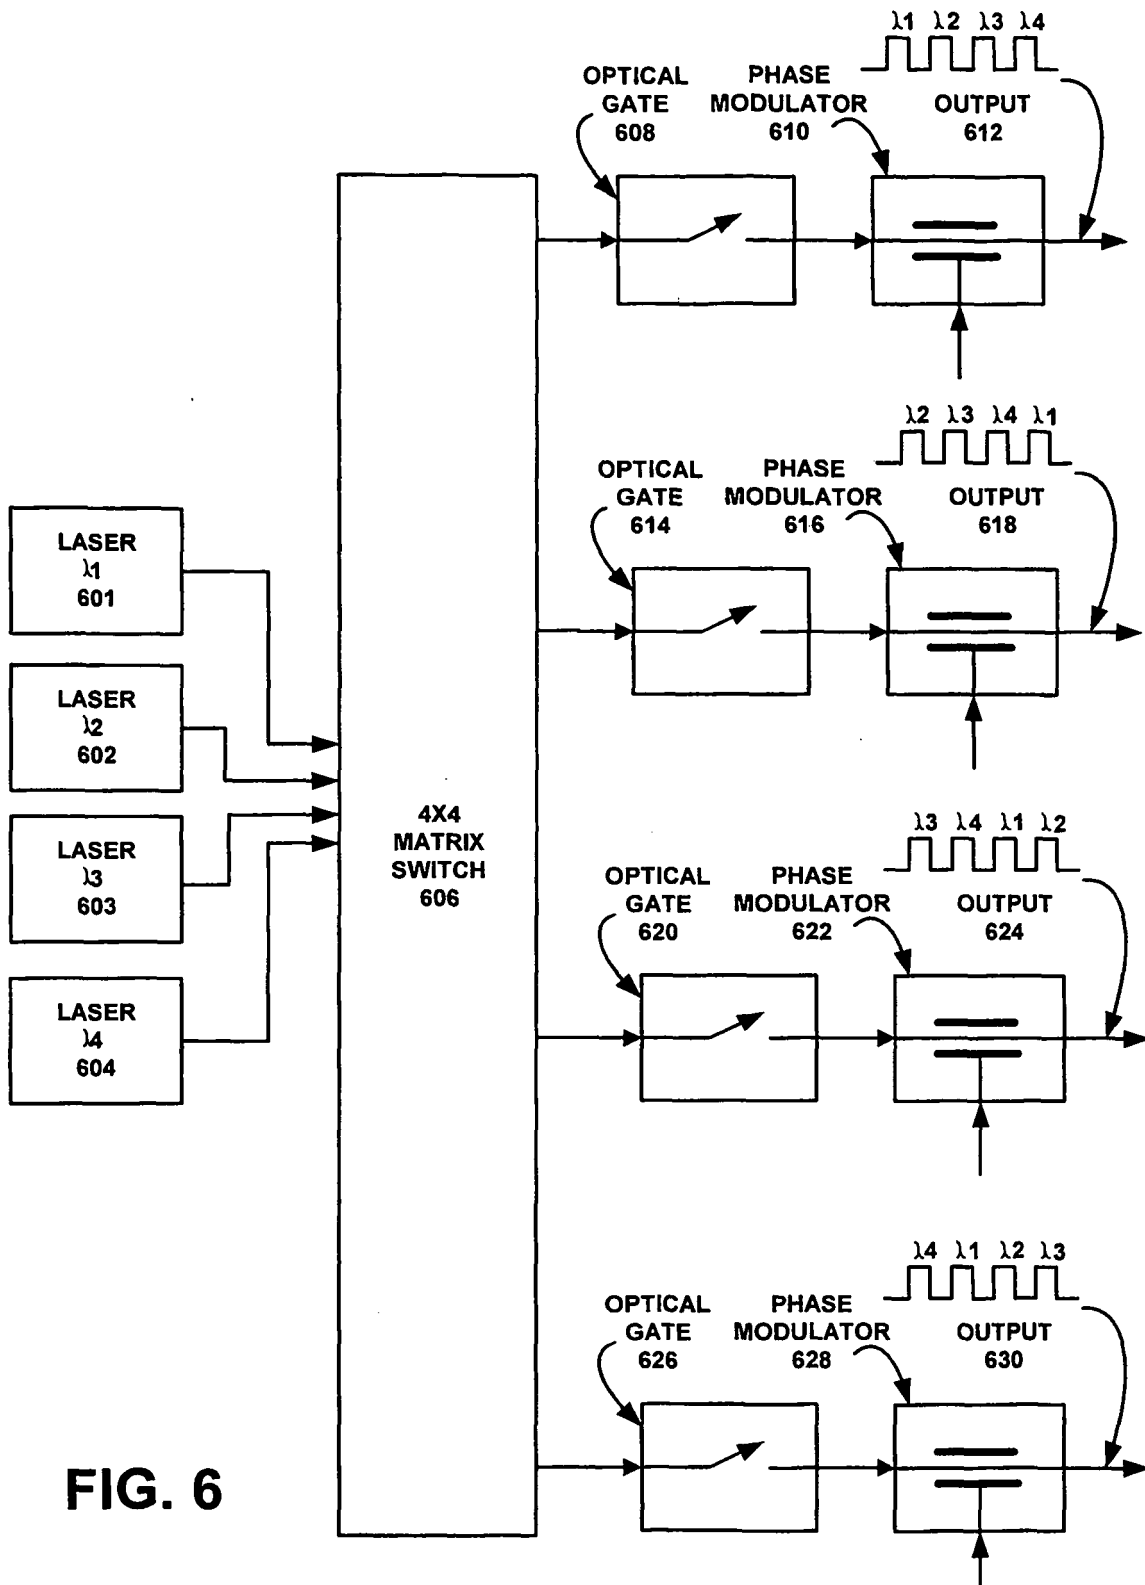 λ1 λ2 λ3 λ4
OPTICAL
GATE
608
PHASE
MODULATOR
610
OUTPUT
612
λ2 λ3 λ4 λ1
OPTICAL
GATE
614
PHASE
MODULATOR
616
OUTPUT
618
LASER
λ1
601
LASER
λ2
602
LASER
λ3
603
LASER
λ4
604
4X4
MATRIX
SWITCH
606
λ3 λ4 λ1 λ2
OPTICAL
GATE
620
PHASE
MODULATOR
622
OUTPUT
624
λ4 λ1 λ2 λ3
OPTICAL
GATE
626
PHASE
MODULATOR
628
OUTPUT
630
FIG. 6